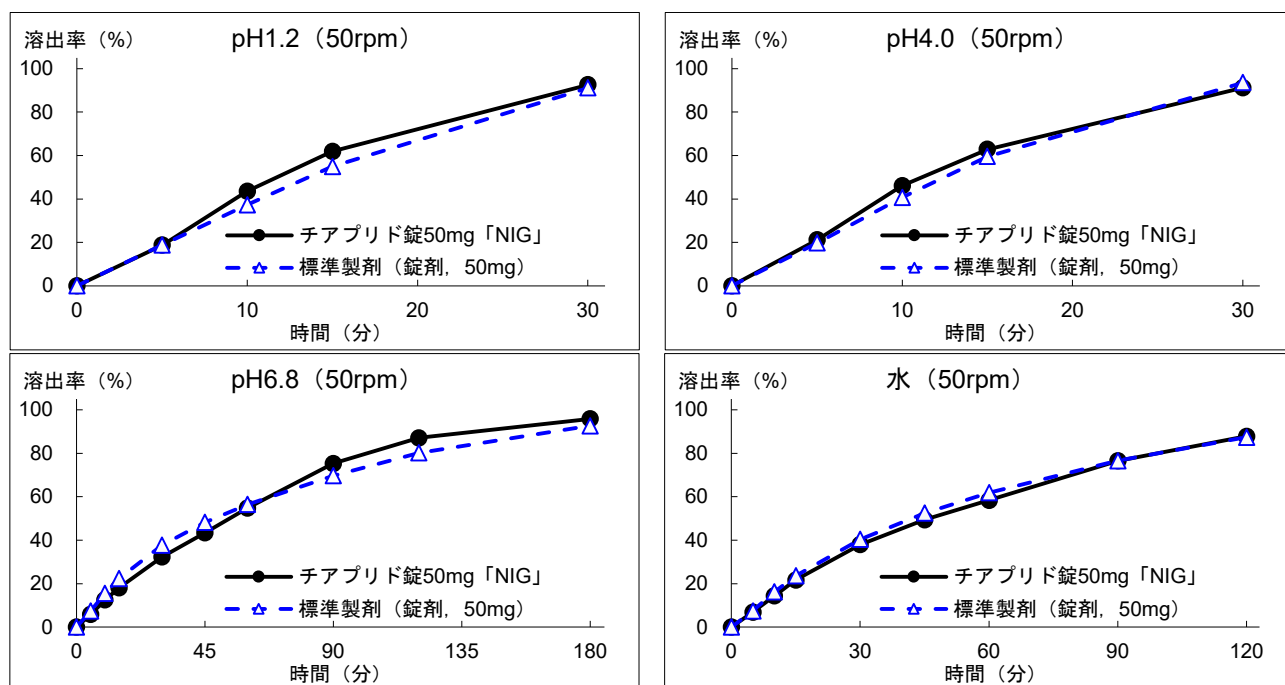 溶出率（%） pH1.2（50rpm）
100
80
60
40
20
0
チアプリド錠50mg「NIG」
標準製剤（錠剤，50mg）
0 10 20 30
時間（分）
溶出率（%） pH4.0（50rpm）
100
80
60
40
20
0
チアプリド錠50mg「NIG」
標準製剤（錠剤，50mg）
0 10 20 30
時間（分）
溶出率（%） pH6.8（50rpm）
100
80
60
40
20
0
チアプリド錠50mg「NIG」
標準製剤（錠剤，50mg）
0 45 90 135 180
時間（分）
溶出率（%） 水（50rpm）
100
80
60
40
20
0
チアプリド錠50mg「NIG」
標準製剤（錠剤，50mg）
0 30 60 90 120
時間（分）